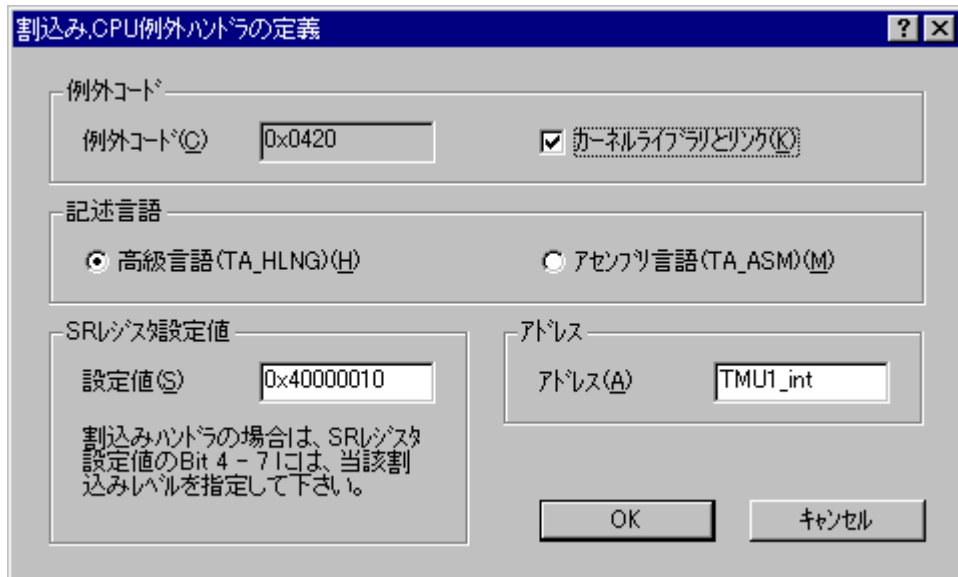 割込み,CPU例外ハンドラの定義
例外コード
例外コード(C) 0x0420 カーネルライブラリとリンク(K)
記述言語
高級言語(TA_HLNG)(H) アセンブリ言語(TA_ASM)(M)
SRレジスタ設定値 アドレス
設定値(S) 0x40000010 アドレス(A) TMU1_int
割込みハンドラの場合は、SRレジスタ
設定値のBit 4 - 7には、当該割
込みレベルを指定して下さい。
OK キャンセル